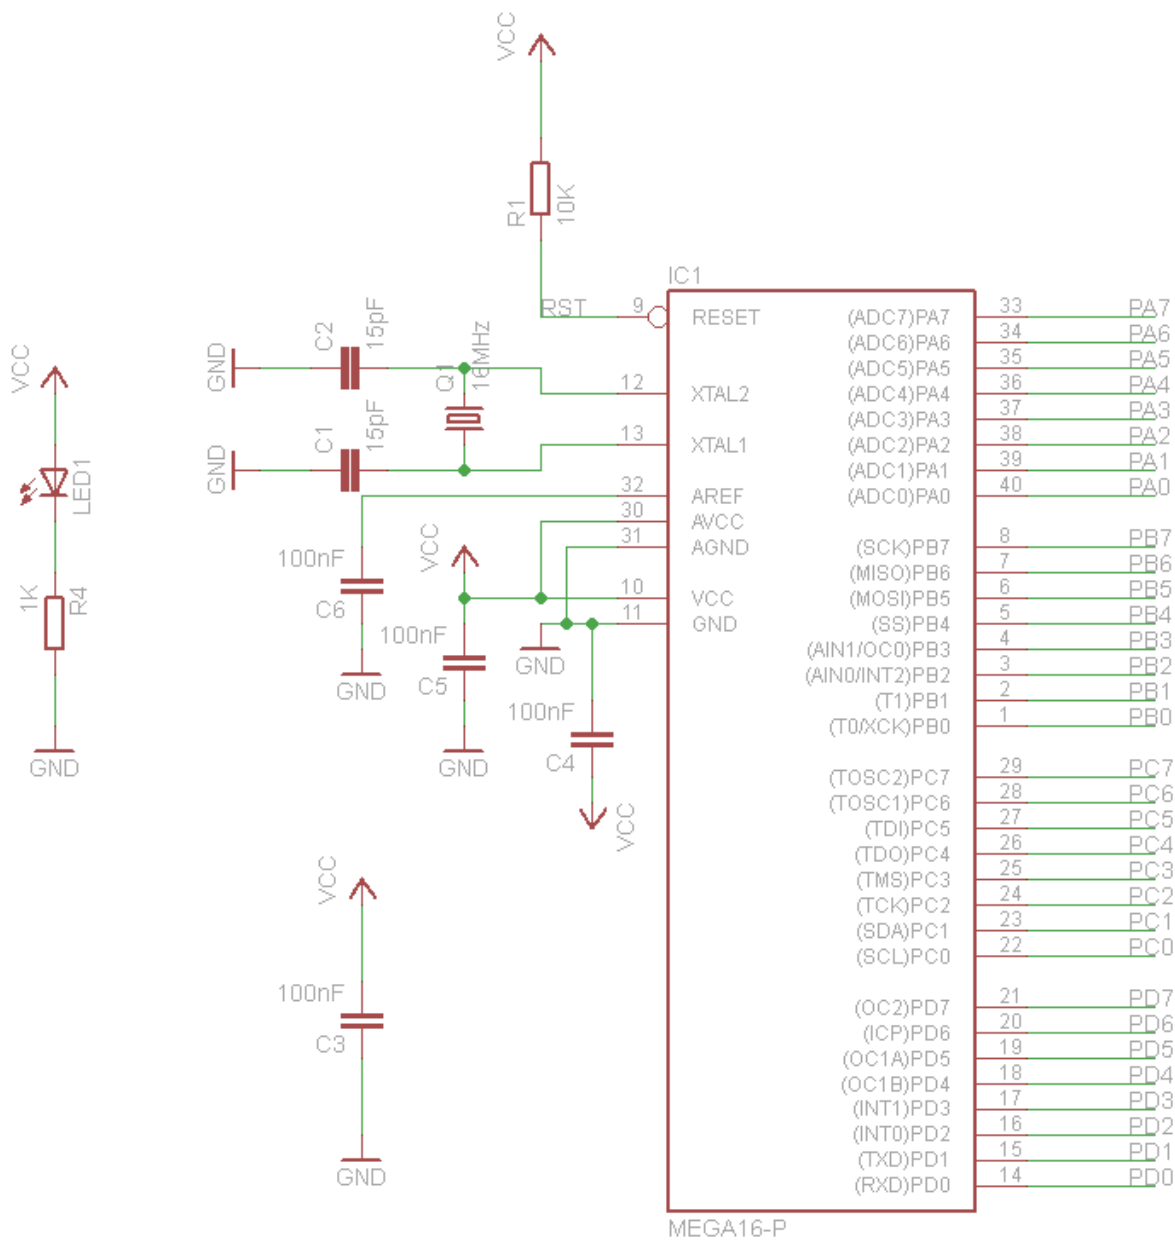 VCC
R1
10K
IC1
RST
9
RESET
12
XTAL2
13
XTAL1
32
AREF
30
AVCC
31
AGND
10
VCC
11
GND
(ADC7)PA7
33
PA7
(ADC6)PA6
34
PA6
(ADC5)PA5
35
PA5
(ADC4)PA4
36
PA4
(ADC3)PA3
37
PA3
(ADC2)PA2
38
PA2
(ADC1)PA1
39
PA1
(ADC0)PA0
40
PA0
(SCK)PB7
8
PB7
(MISO)PB6
7
PB6
(MOSI)PB5
6
PB5
(SS)PB4
5
PB4
(AIN1/OC0)PB3
4
PB3
(AIN0/INT2)PB2
3
PB2
(T1)PB1
2
PB1
(T0/XCK)PB0
1
PB0
(TOSC2)PC7
29
PC7
(TOSC1)PC6
28
PC6
(TDI)PC5
27
PC5
(TDO)PC4
26
PC4
(TMS)PC3
25
PC3
(TCK)PC2
24
PC2
(SDA)PC1
23
PC1
(SCL)PC0
22
PC0
(OC2)PD7
21
PD7
(ICP)PD6
20
PD6
(OC1A)PD5
19
PD5
(OC1B)PD4
18
PD4
(INT1)PD3
17
PD3
(INT0)PD2
16
PD2
(TXD)PD1
15
PD1
(RXD)PD0
14
PD0
MEGA16-P
GND
C2
15pF
Q1
16MHz
GND
C1
15pF
VCC
LED1
1K
R4
GND
100nF
C6
GND
VCC
100nF
C5
GND
GND
100nF
C4
VCC
VCC
100nF
C3
GND